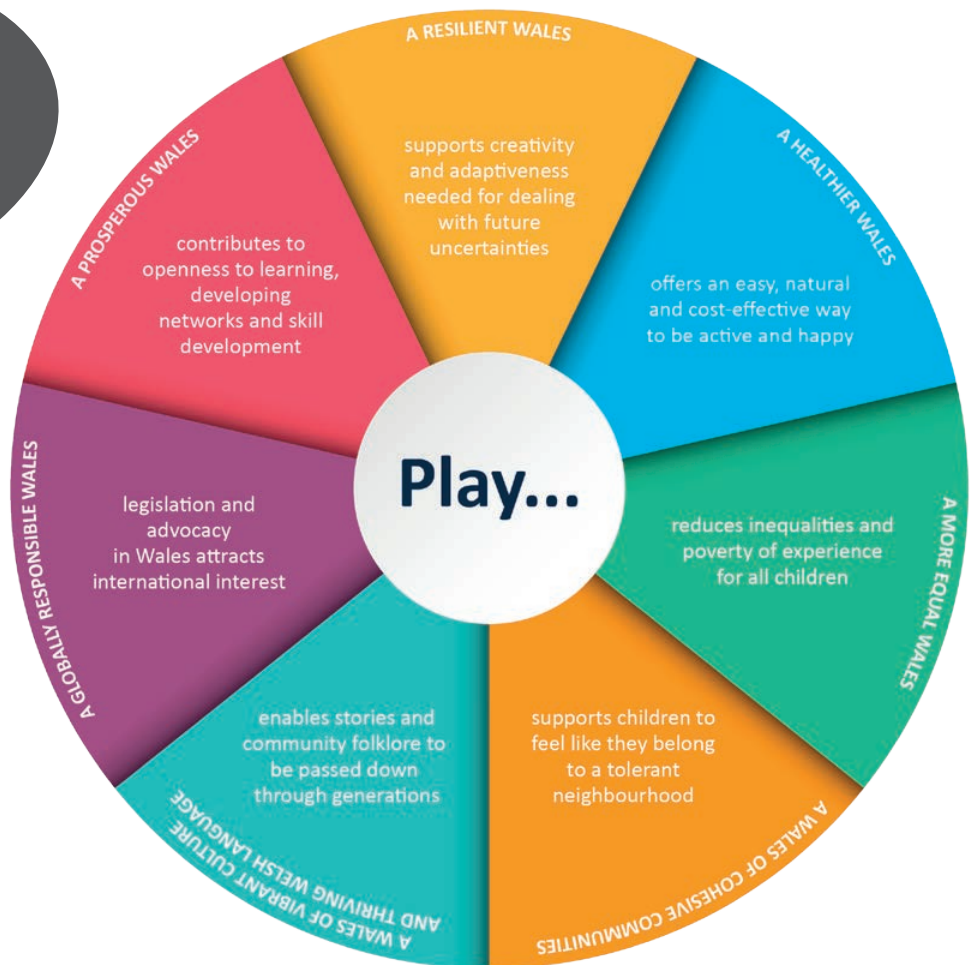 A RESILIENT WALES
supports creativity
and adaptiveness
needed for dealing
with future
uncertainties
A HEALTHIER WALES
offers an easy, natural
and cost-effective way
to be active and happy
A MORE EQUAL WALES
reduces inequalities and
poverty of experience
for all children
A WALES OF COHESIVE COMMUNITIES
supports children to
feel like they belong
to a tolerant
neighbourhood
A WALES OF VIBRANT CULTURE
AND THRIVING WELSH LANGUAGE
enables stories and
community folklore to
be passed down
through generations
A GLOBALLY RESPONSIBLE WALES
legislation and
advocacy
in Wales attracts
international interest
A PROSPEROUS WALES
contributes to
openness to learning,
developing
networks and skill
development
Play...